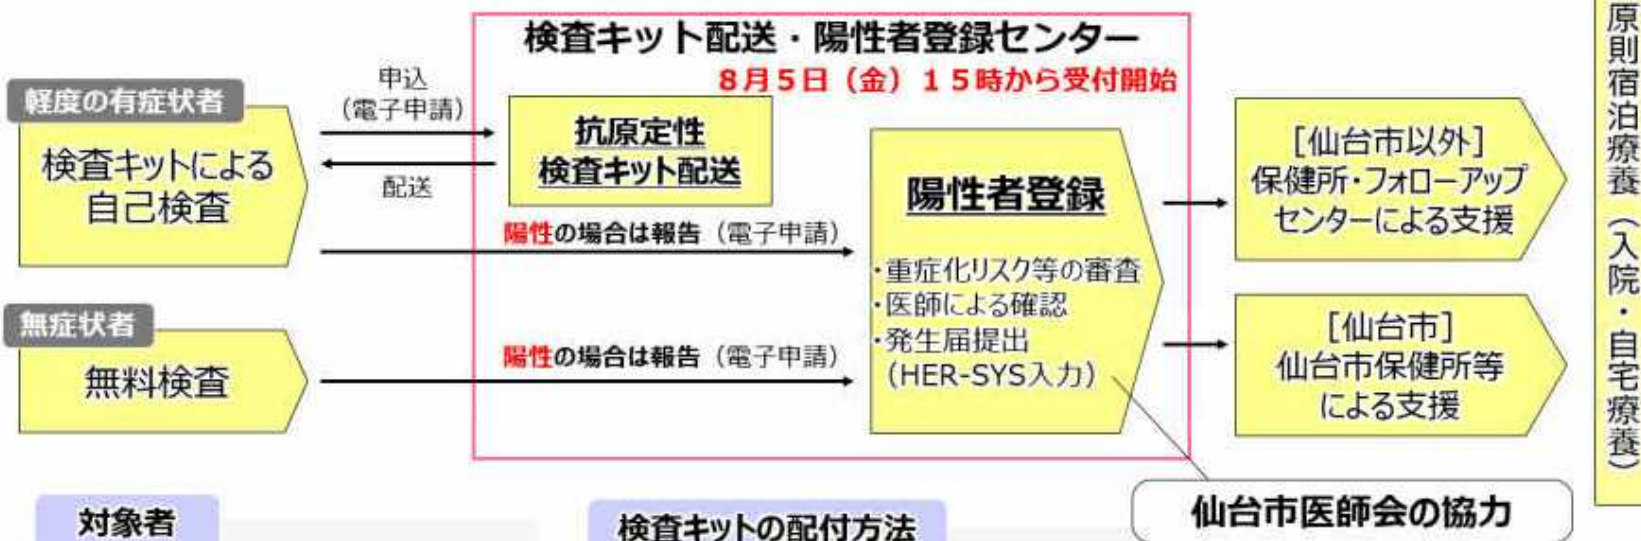 検査キット配送・陽性者登録センター
8月5日（金）15時から受付開始
軽度の有症状者
検査キットによる
自己検査
申込
（電子申請）
配送
抗原定性
検査キット配送
陽性の場合は報告（電子申請）
無症状者
無料検査
陽性の場合は報告（電子申請）
陽性者登録
・重症化リスク等の審査
・医師による確認
・発生届提出
（HER-SYS入力）
[仙台市以外]
保健所・フォローアップ
センターによる支援
[仙台市]
仙台市保健所等
による支援
原則宿泊療養（入院・自宅療養）
仙台市医師会の協力
対象者
検査キットの配付方法